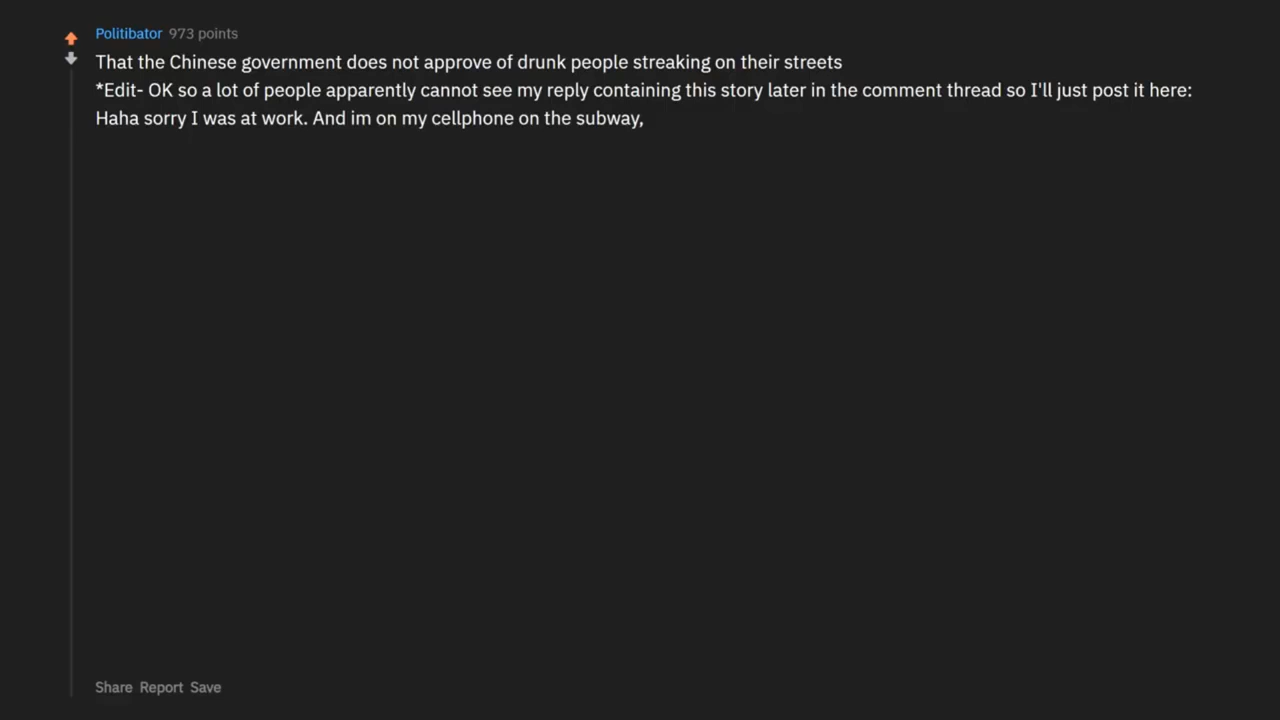 Politibator 973 points
That the Chinese government does not approve of drunk people streaking on their streets
*Edit- OK so a lot of people apparently cannot see my reply containing this story later in the comment thread so I'll just post it here:
Haha sorry I was at work. And im on my cellphone on the subway,
Share Report Save